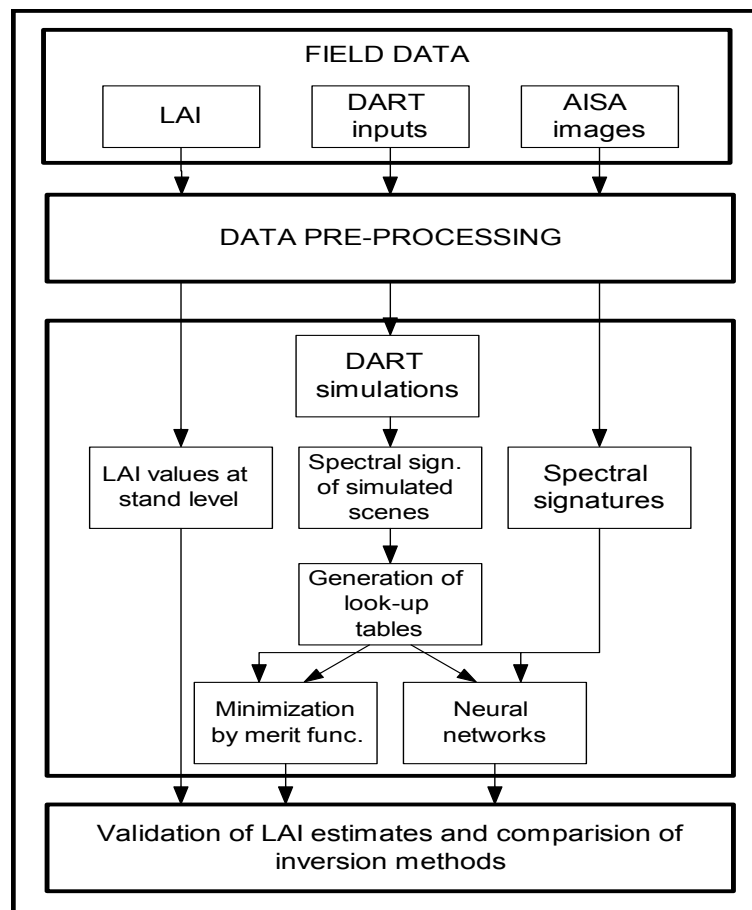 FIELD DATA
LAI
DART
inputs
AISA
images
DATA PRE-PROCESSING
DART
simulations
LAI values at
stand level
Spectral sign.
of simulated
scenes
Spectral
signatures
Generation of
look-up
tables
Minimization
by merit func.
Neural
networks
Validation of LAI estimates and comparision of
inversion methods